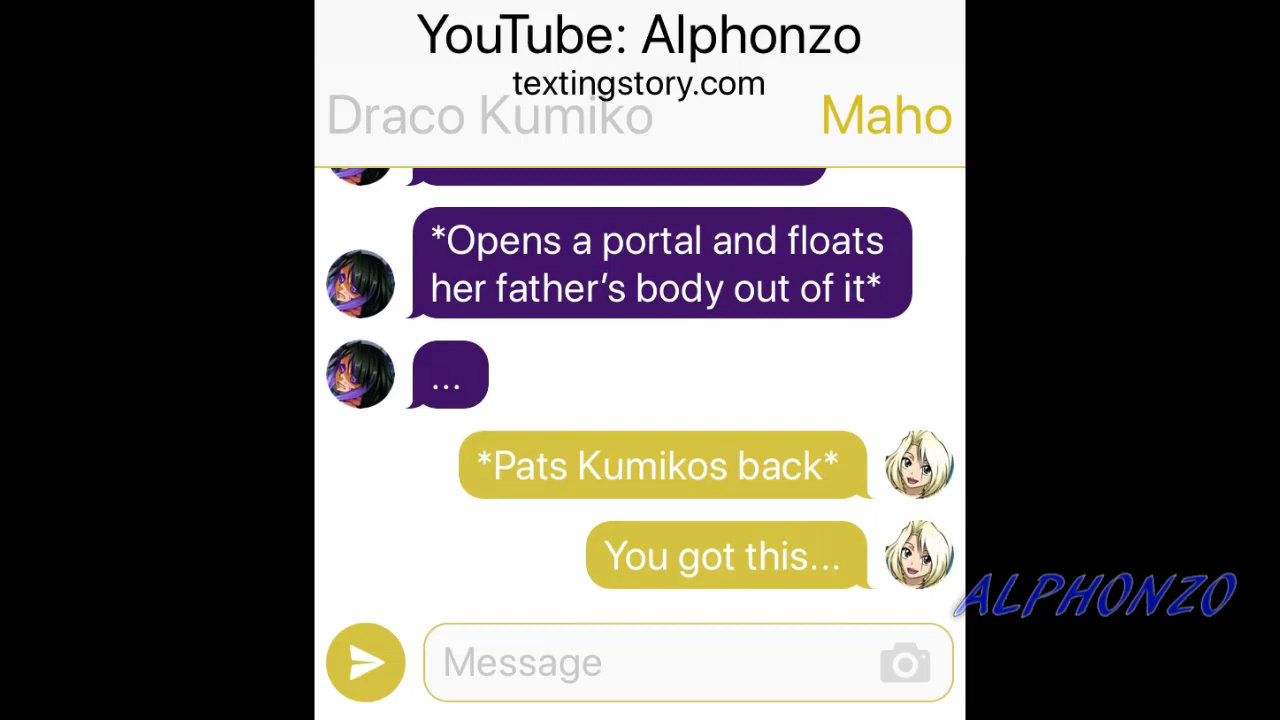 YouTube: Alphonzo
textingstory.com
Draco Kumiko
Maho
*Opens a portal and floats
her father’s body out of it*
...
*Pats Kumikos back*
You got this...
ALPHONZO
Message